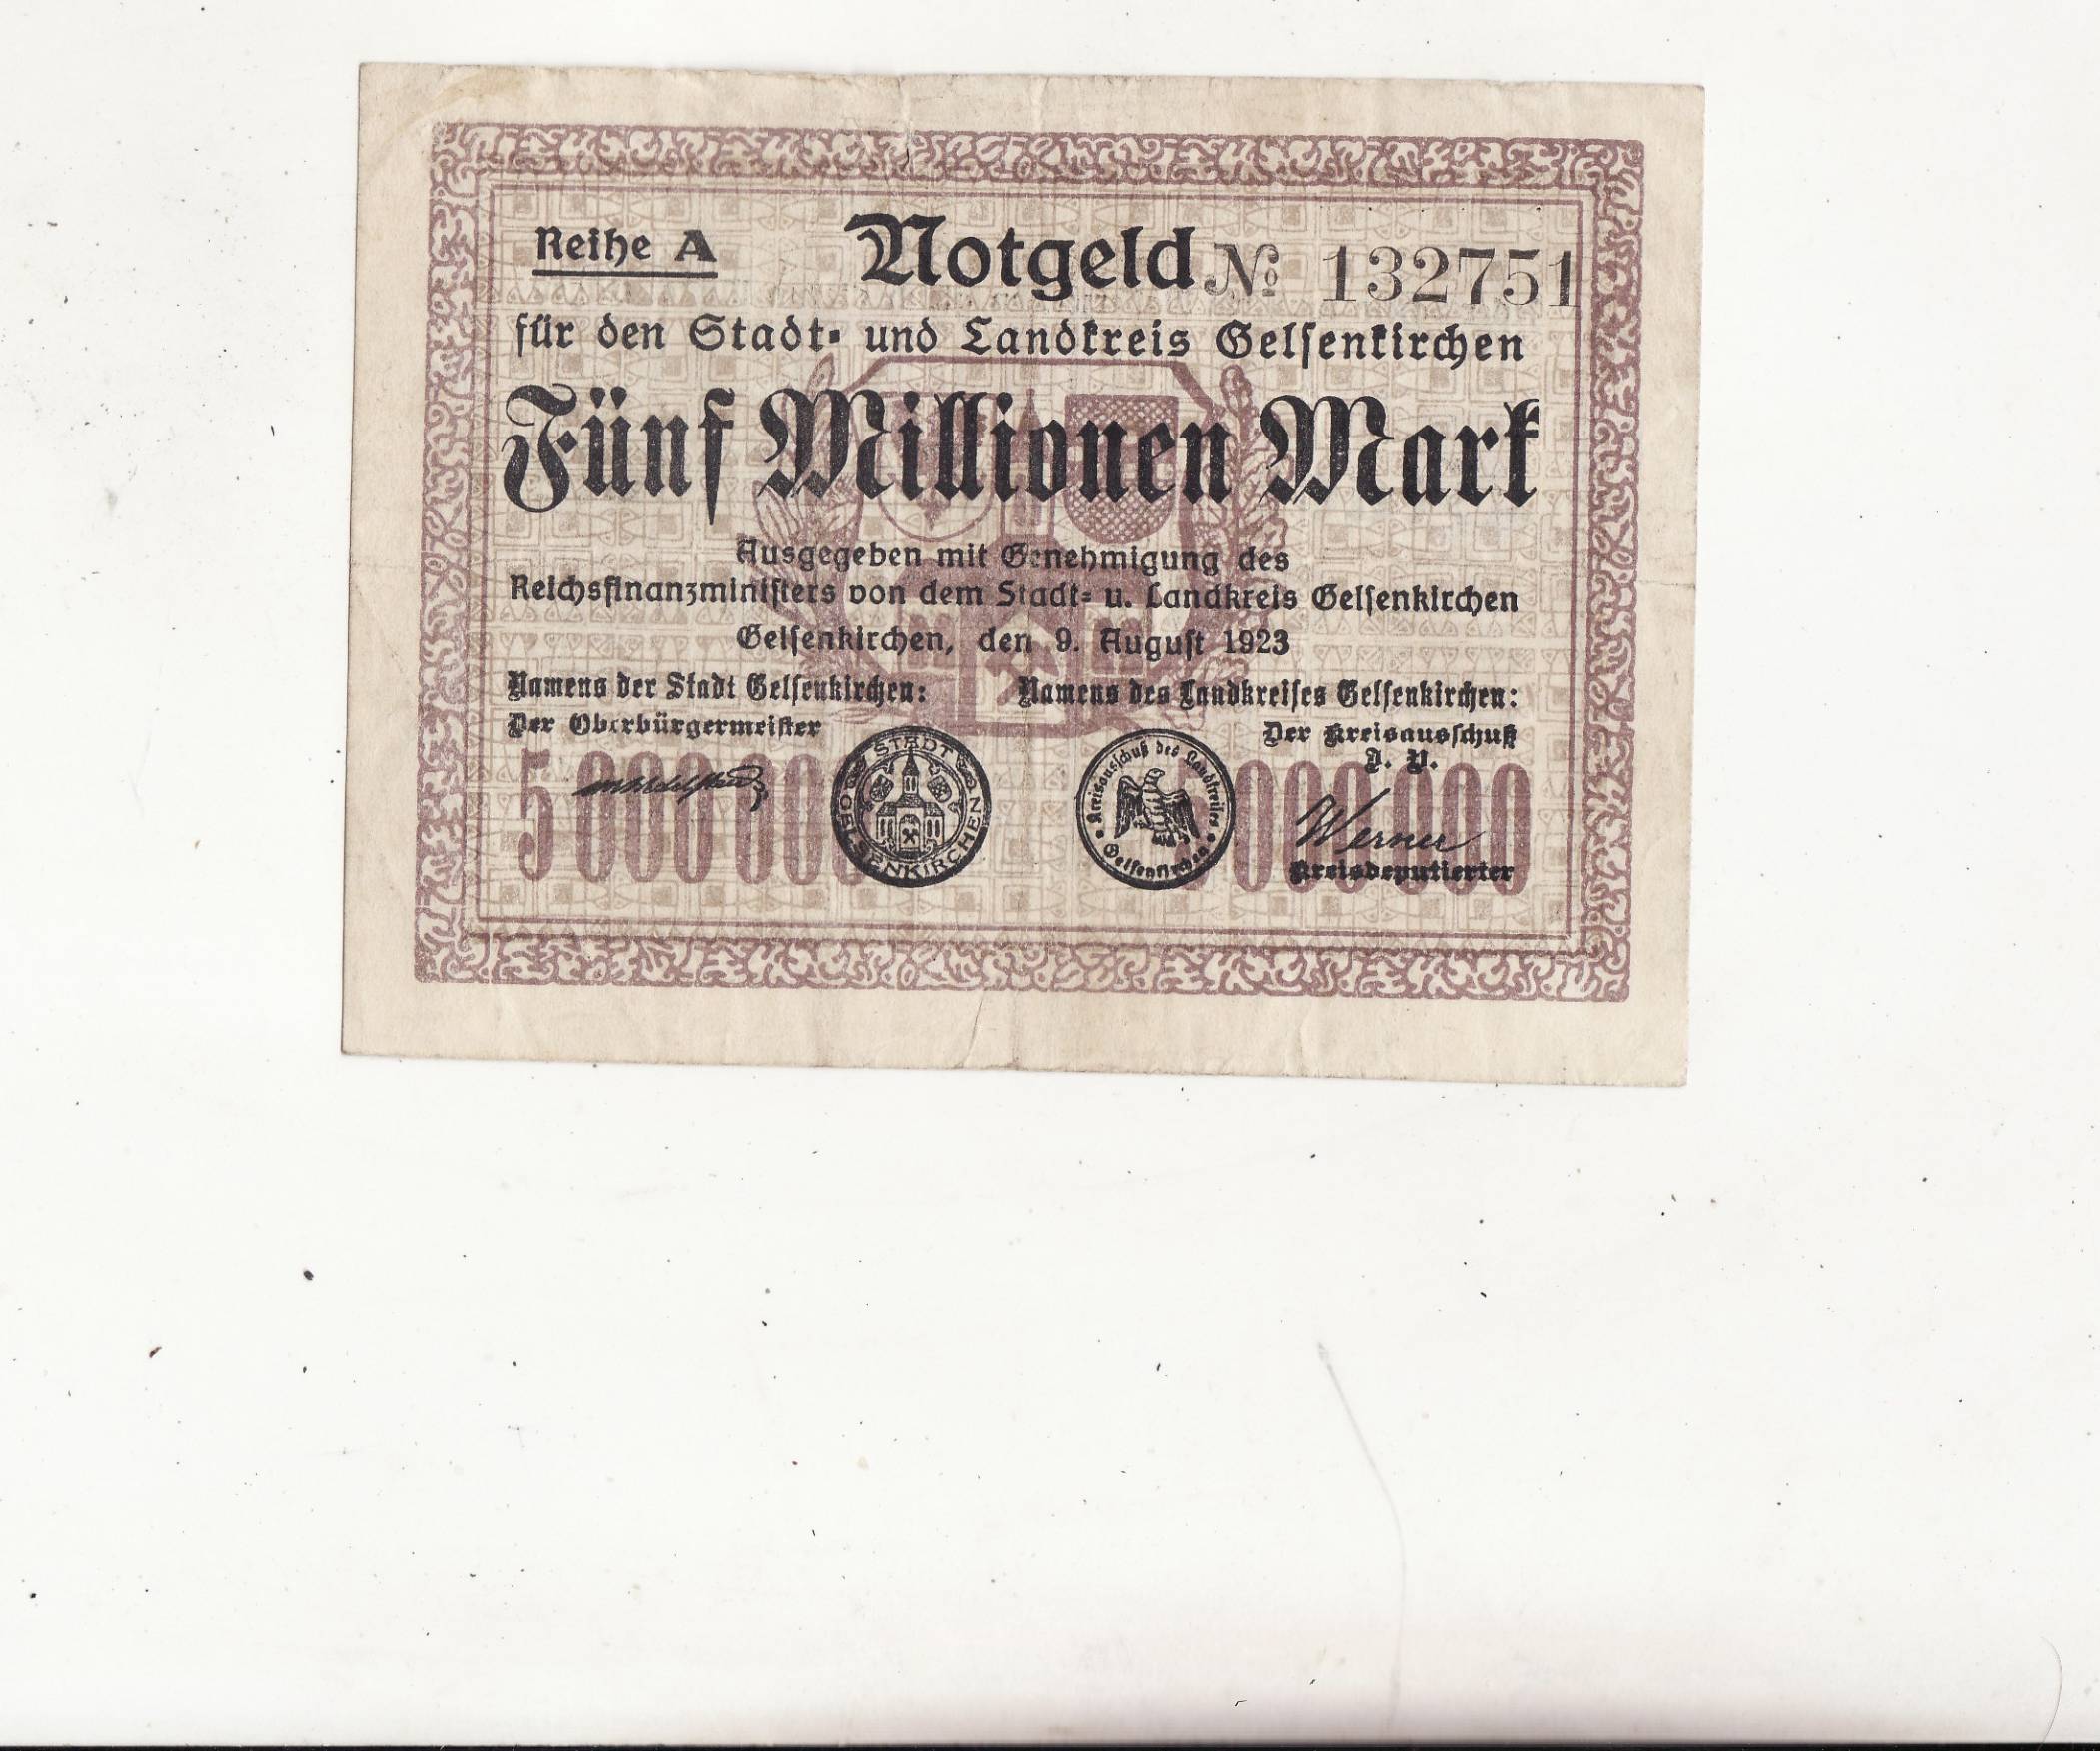 Reihe A
Notgeld № 132751
für den Stadt- und Landkreis Gelsenkirchen
Fünf Millionen Mark
Ausgegeben mit Genehmigung des
Reichsfinanzministers von dem Stadt- u. Landkreis Gelsenkirchen
Gelsenkirchen, den 9. August 1923
Namens der Stadt Gelsenkirchen:
Der Oberbürgermeister
Namens des Landkreises Gelsenkirchen:
Der Kreisausschuß
I. V.
5 000 000
STADT GELSENKIRCHEN
Kreisausschuß des Landkreises Gelsenkirchen
5 000 000
Werner
Kreisdeputierter